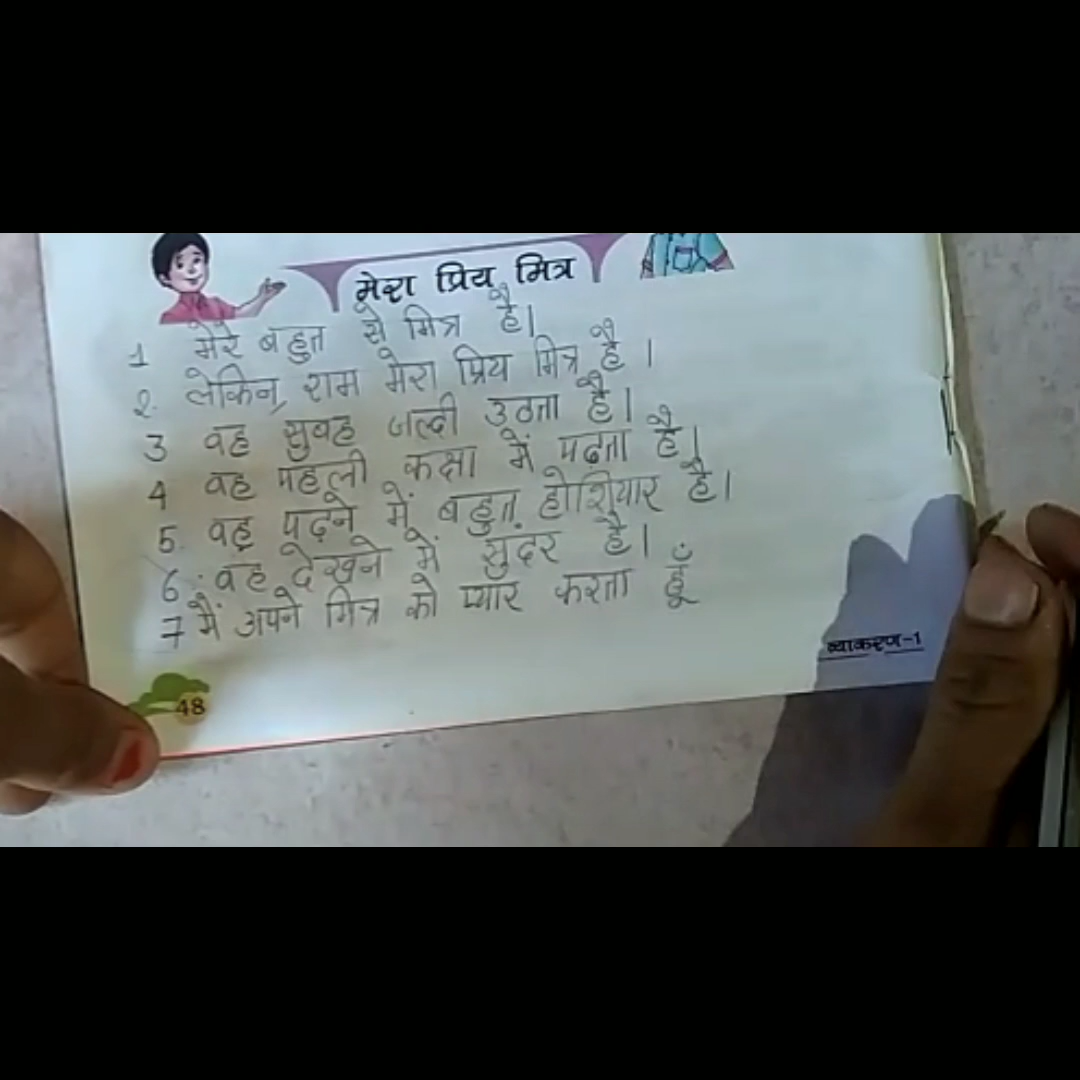 मेरा प्रिय मित्र
1 मेरे बहुत से मित्र है।
2. लेकिन, राम मेरा प्रिय मित्र है ।
3 वह सुबह जल्दी उठता है।
4 वह पहली कक्षा में पढता है।
5. वह पढ़ने में बहुत होशियार है।
6. वह देखने में सुंदर है।
7 मैं अपने मित्र को प्यार करता हूँ
व्याकरण-1
48